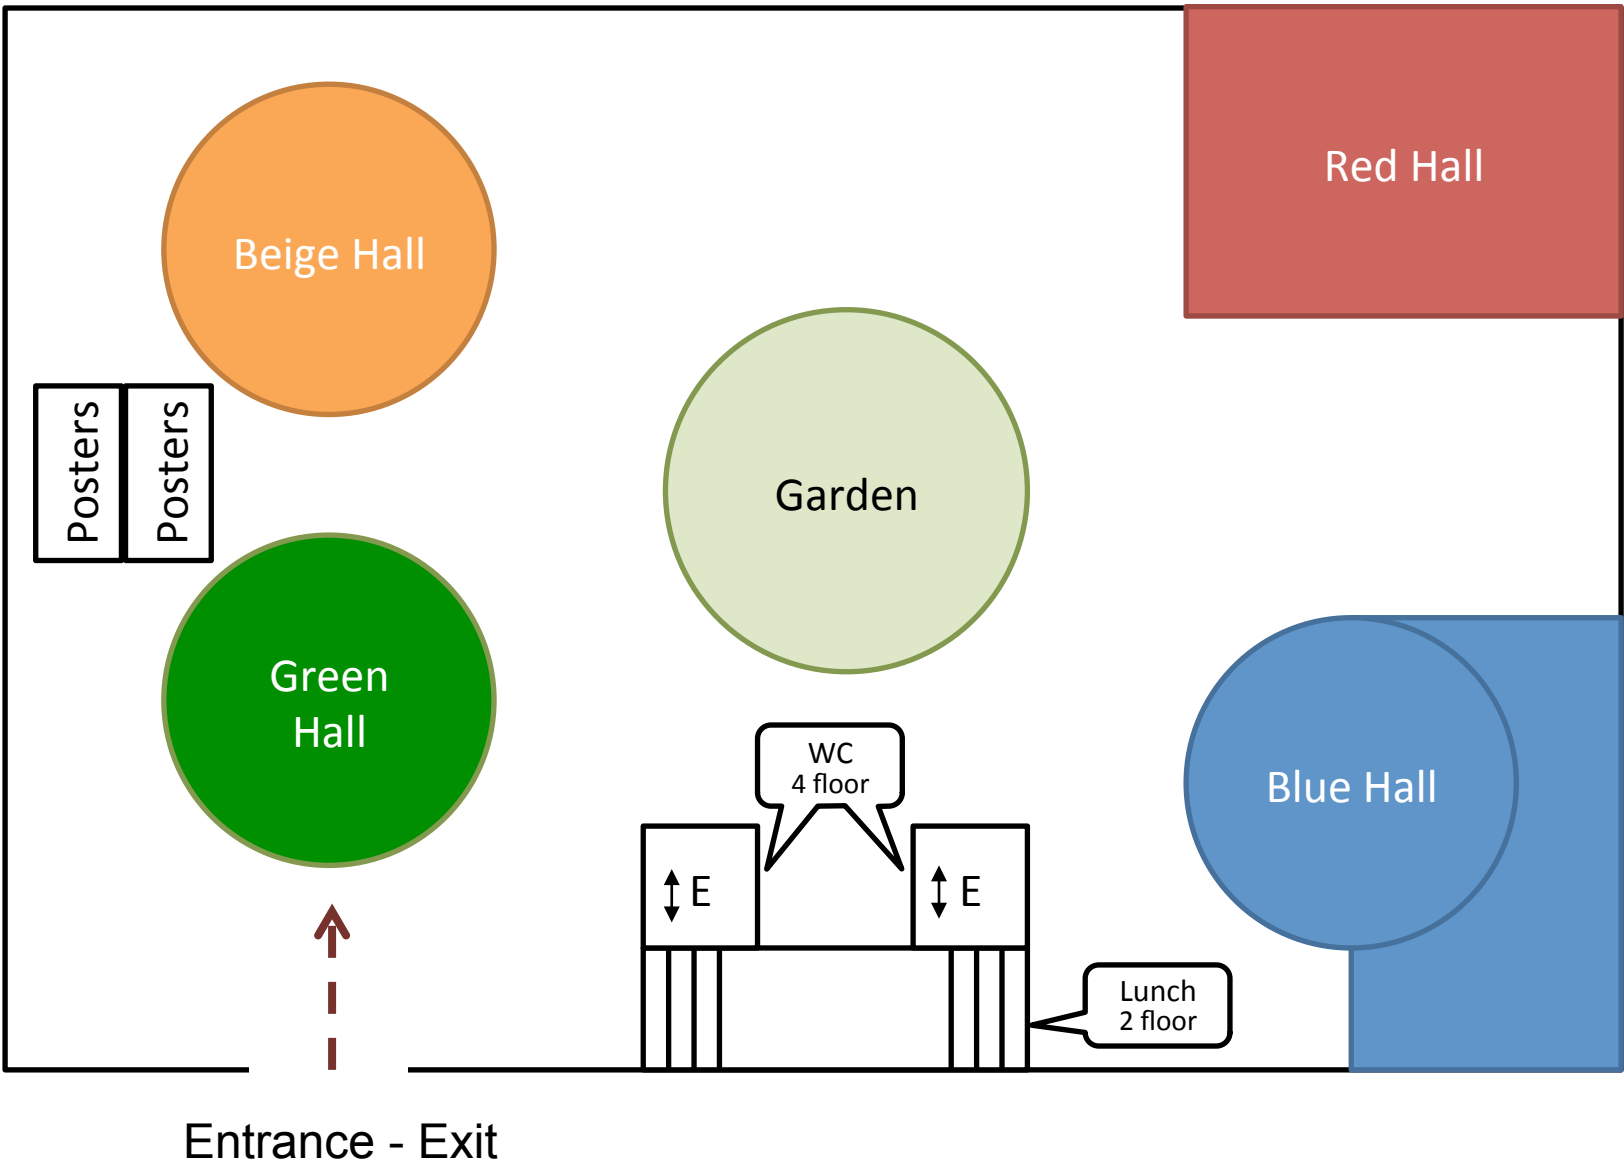 Red Hall
Beige Hall
Posters
Posters
Garden
Green
Hall
WC
4 floor
Blue Hall
E
E
Lunch
2 floor
Entrance - Exit